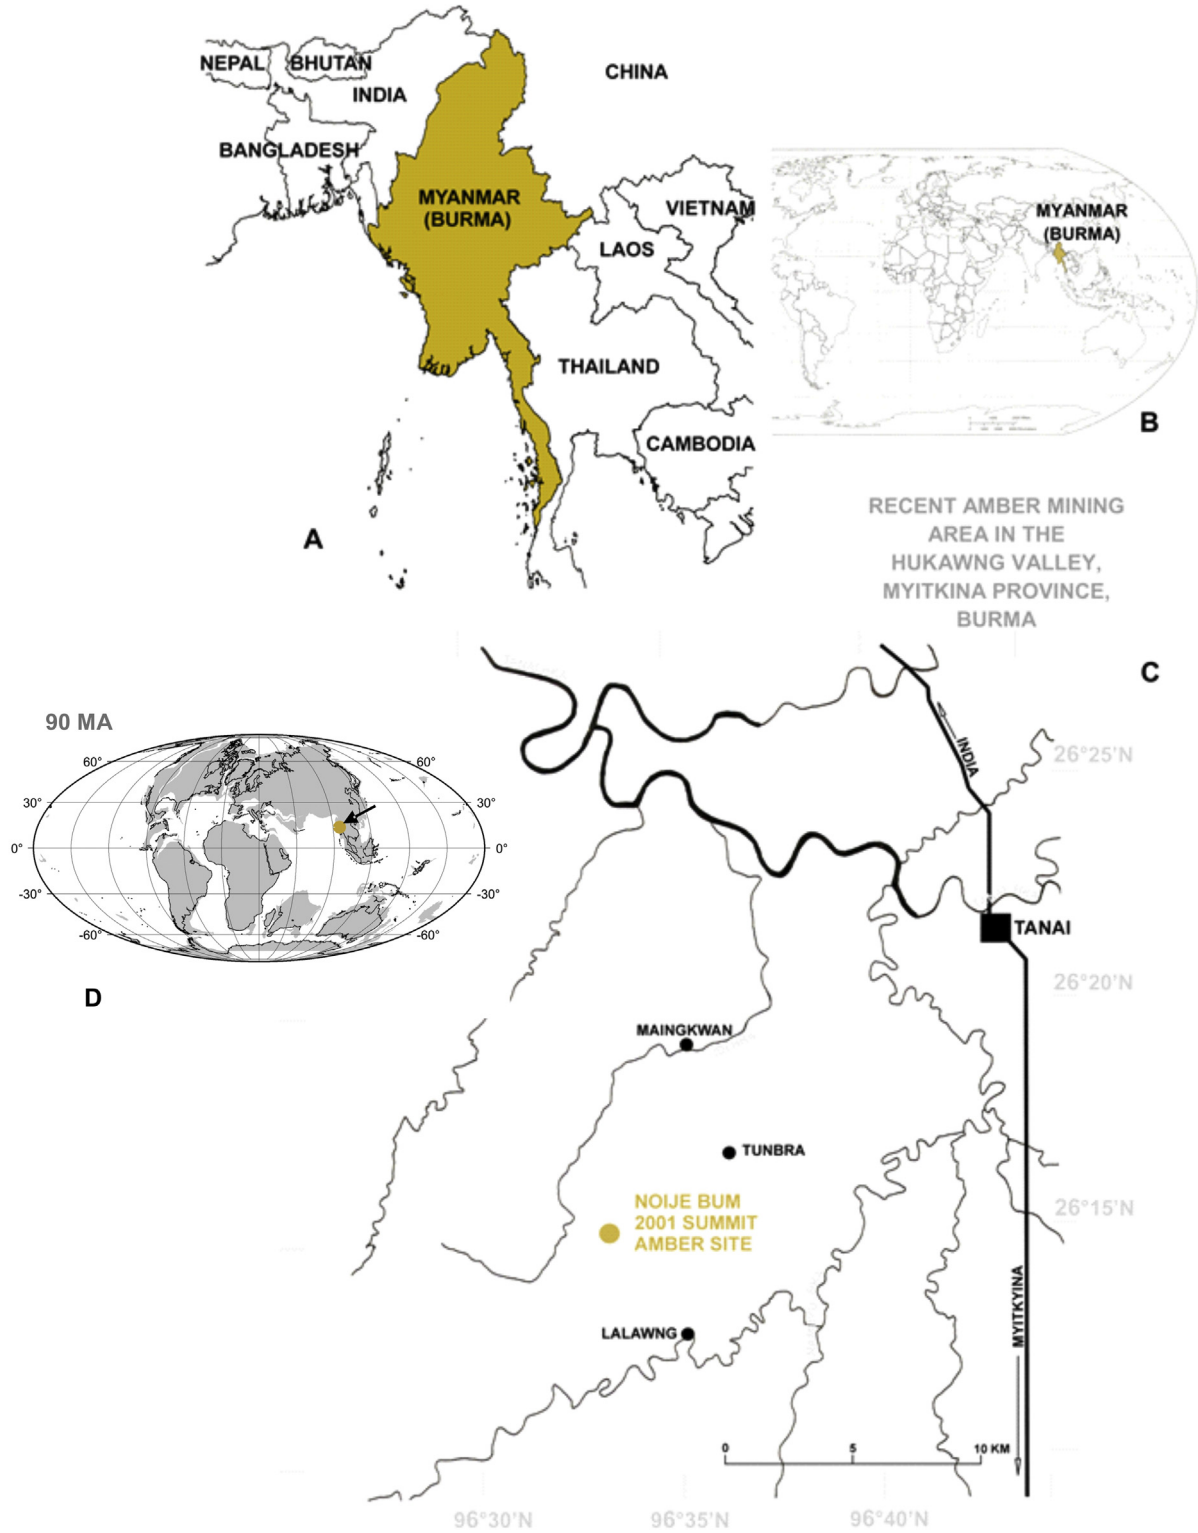 NEPAL
BHUTAN
INDIA
CHINA
BANGLADESH
MYANMAR
(BURMA)
VIETNAM
LAOS
THAILAND
CAMBODIA
A
MYANMAR
(BURMA)
B
RECENT AMBER MINING
AREA IN THE
HUKAWNG VALLEY,
MYITKINA PROVINCE,
BURMA
C
INDIA
26°25'N
TANAI
26°20'N
MAINGKWAN
TUNBRA
NOIJE BUM
2001 SUMMIT
AMBER SITE
26°15'N
MYITKYINA
LALAWNG
0 5 10 KM
96°30'N 96°35'N 96°40'N
90 MA
60° 60°
30° 30°
0° 0°
-30° -30°
-60° -60°
D